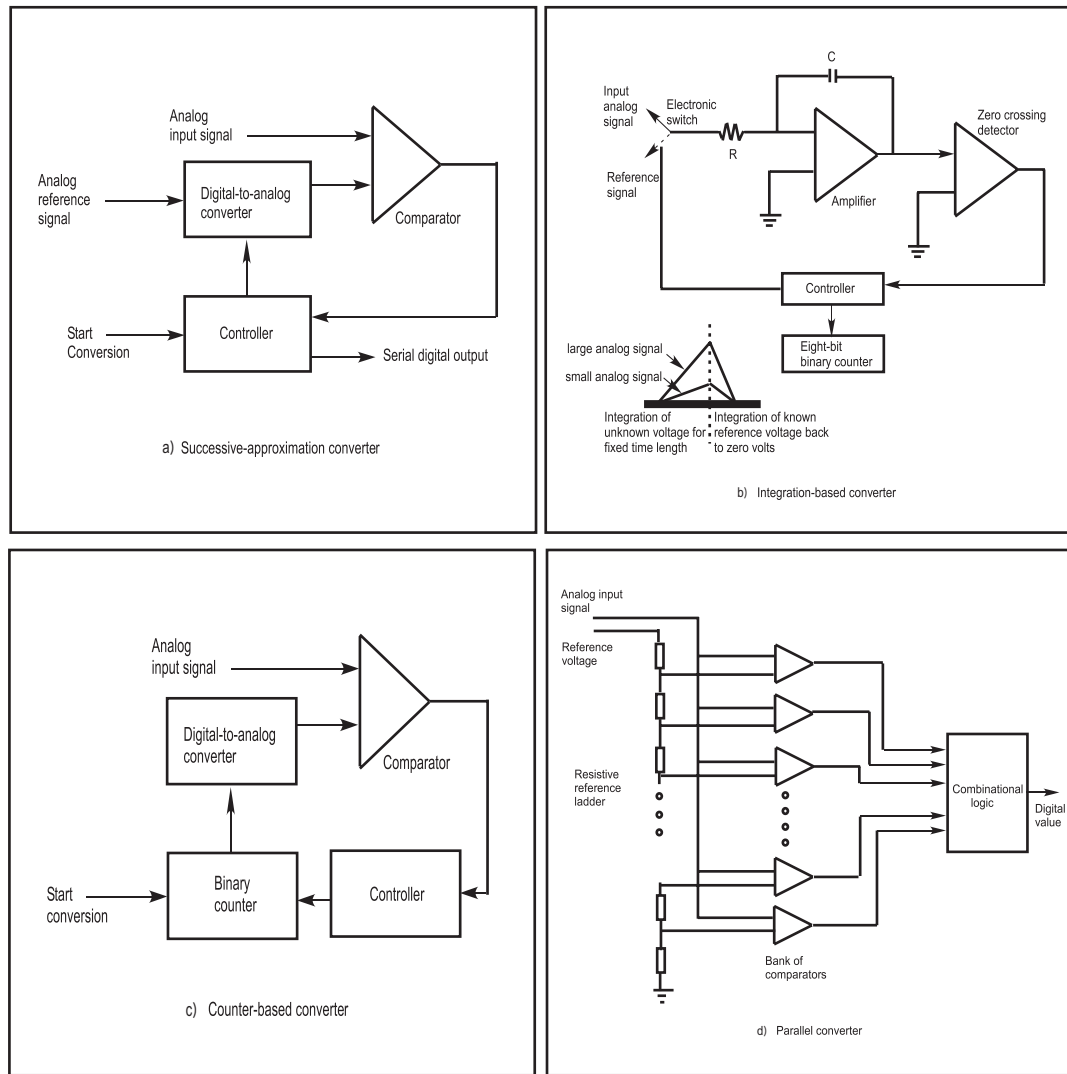 Analog
input signal
Analog
reference
signal
Digital-to-analog
converter
Comparator
Controller
Start
Conversion
Serial digital output
a) Successive-approximation converter
C
Input
analog
signal
Electronic
switch
R
Reference
signal
Amplifier
Zero crossing
detector
Controller
Eight-bit
binary counter
large analog signal
small analog signal
Integration of
unknown voltage for
fixed time length
Integration of known
reference voltage back
to zero volts
b) Integration-based converter
Analog
input signal
Digital-to-analog
converter
Comparator
Start
conversion
Binary
counter
Controller
c) Counter-based converter
Analog input
signal
Reference
voltage
Resistive
reference
ladder
Combinational
logic
Digital
value
Bank of
comparators
d) Parallel converter